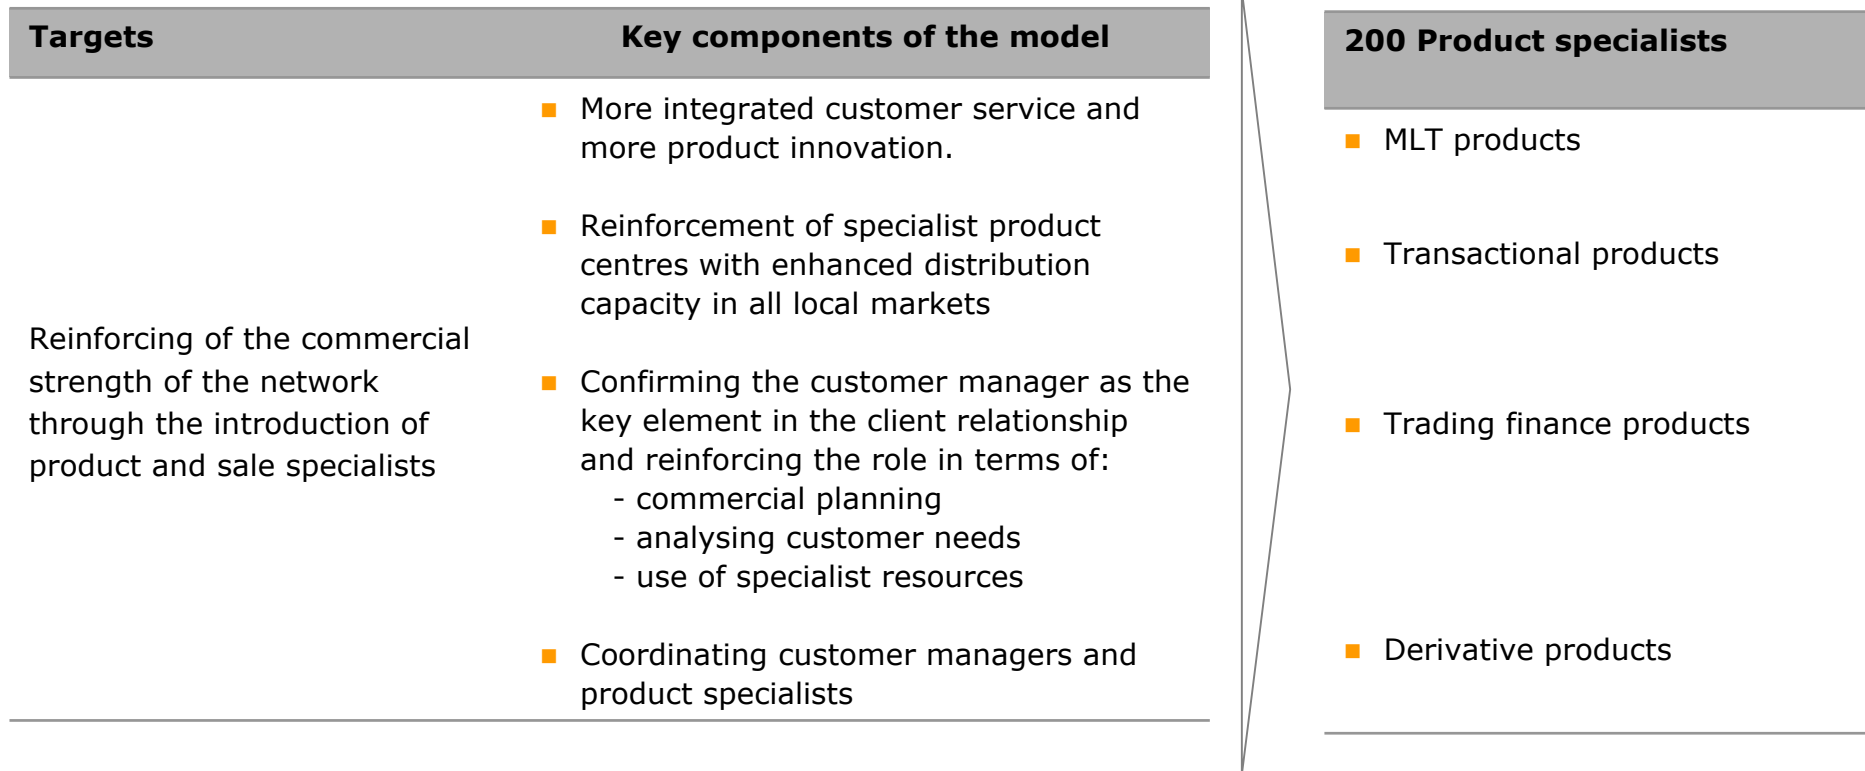 Targets
Key components of the model
Reinforcing of the commercial
strength of the network
through the introduction of
product and sale specialists
More integrated customer service and
more product innovation.
Reinforcement of specialist product
centres with enhanced distribution
capacity in all local markets
Confirming the customer manager as the
key element in the client relationship
and reinforcing the role in terms of:
- commercial planning
- analysing customer needs
- use of specialist resources
Coordinating customer managers and
product specialists
200 Product specialists
MLT products
Transactional products
Trading finance products
Derivative products